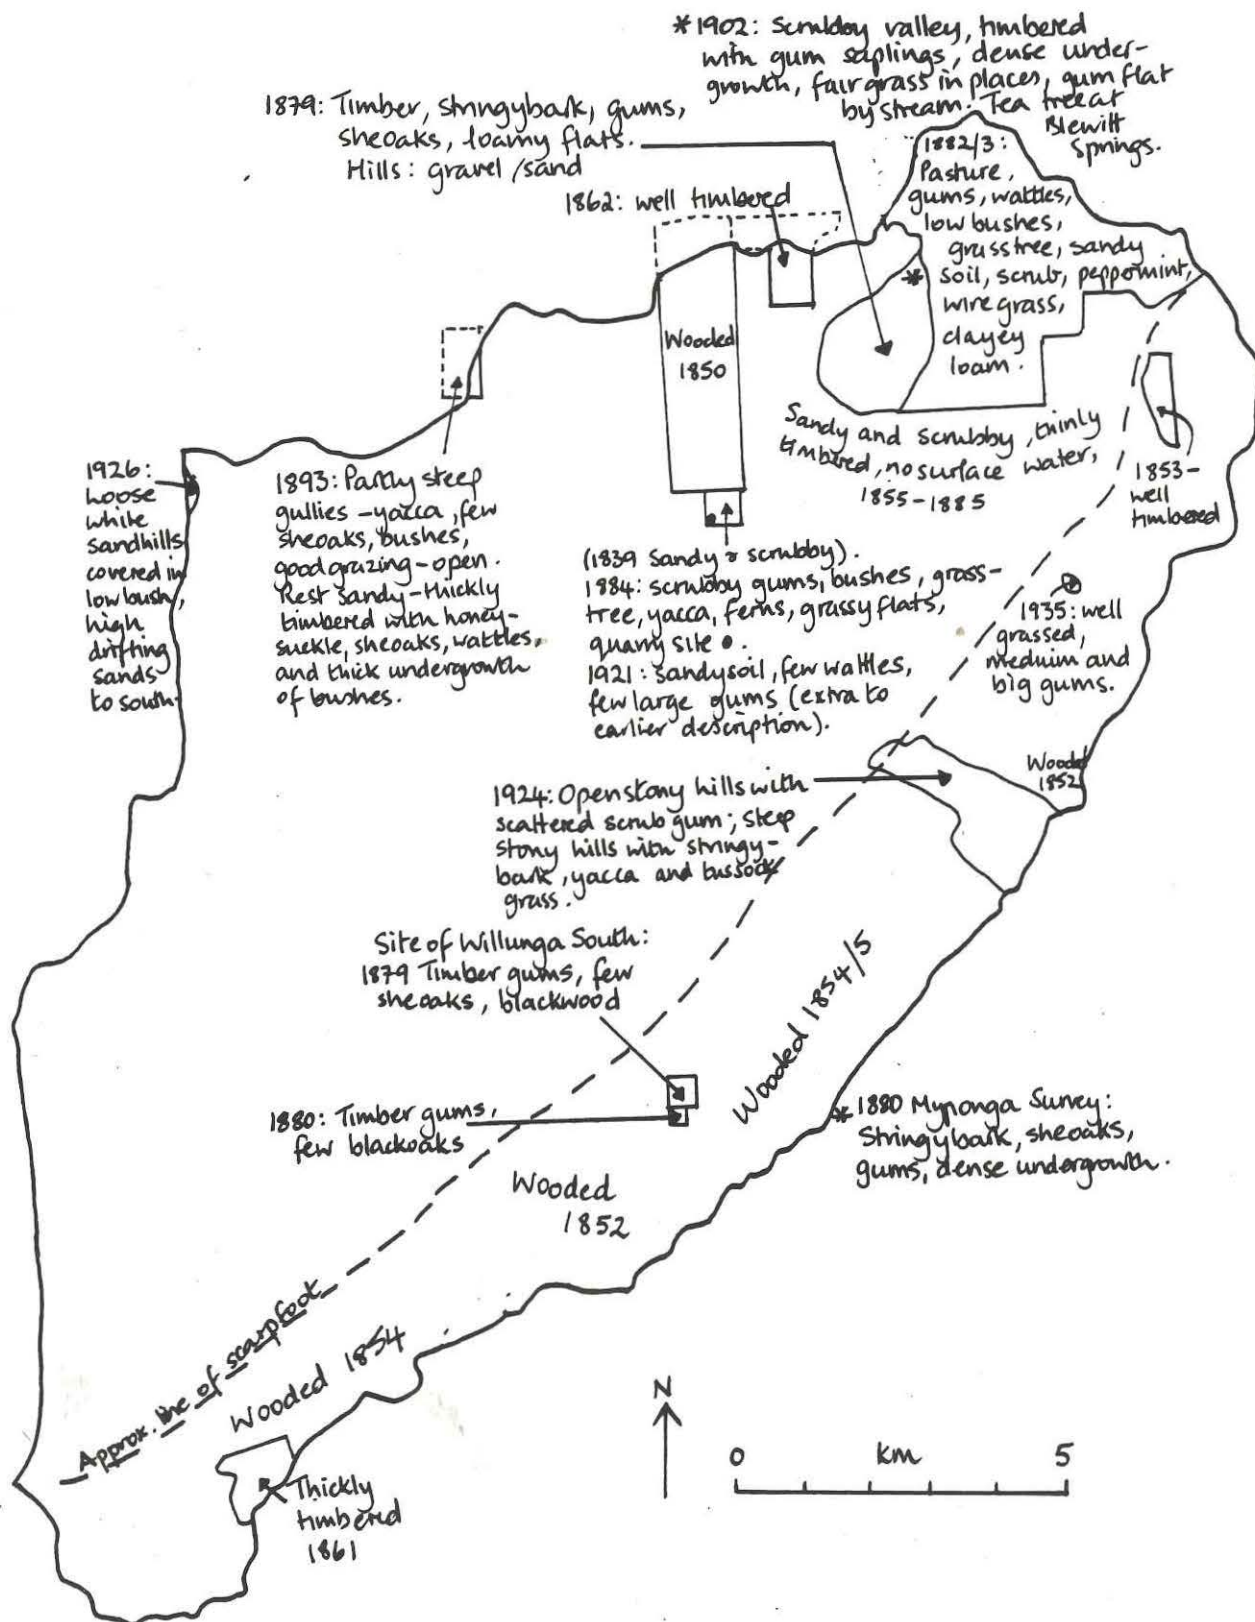 *1902: Scrubby valley, timbered
with gum saplings, dense under-
growth, fair grass in places, gum flat
by stream. Tea tree at
Blewitt
Springs.
1879: Timber, stringybark, gums,
sheoaks, loamy flats.
Hills: gravel/sand
1862: well timbered
1882/3:
Pasture,
gums, wattles,
low bushes,
grasstree, sandy
* soil, scrub, peppermint,
wire grass,
clayey
loam.
Wooded
1850
Sandy and scrubby, thinly
timbered, no surface water,
1855-1885
1853-
well
timbered
1926:
Loose
white
sandhills
covered in
low bush,
high
drifting
sands
to south.
1893: Partly steep
gullies - yacca, few
sheoaks, bushes,
good grazing - open.
Rest sandy - thickly
timbered with honey-
suckle, sheoaks, wattles,
and thick undergrowth
of bushes.
(1839 Sandy & scrubby).
1884: scrubby gums, bushes, grass-
tree, yacca, ferns, grassy flats,
quarry site •.
1921: sandy soil, few wattles,
few large gums (extra to
earlier description).
1935: well
grassed,
medium and
big gums.
Wooded
1852
1924: Open stony hills with
scattered scrub gum; steep
stony hills with stringy-
bark, yacca and tussock
grass.
Site of Willunga South:
1879 Timber gums, few
sheoaks, blackwood
Wooded 1854/5
1880: Timber gums,
few blackoaks
* 1880 Myponga Survey:
Stringybark, sheoaks,
gums, dense undergrowth.
Wooded
1852
Approx. line of scarpfoot
Wooded 1854
Thickly
timbered
1861
N
0 km 5